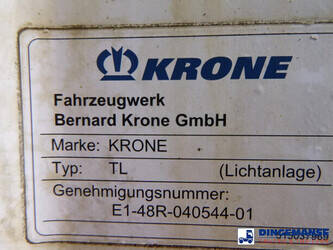 KRONE
Fahrzeugwerk
Bernard Krone GmbH
Marke: KRONE
Typ: TL (Lichtanlage)
Genehmigungsnummer:
E1-48R-040544-01
DINGEMANSE